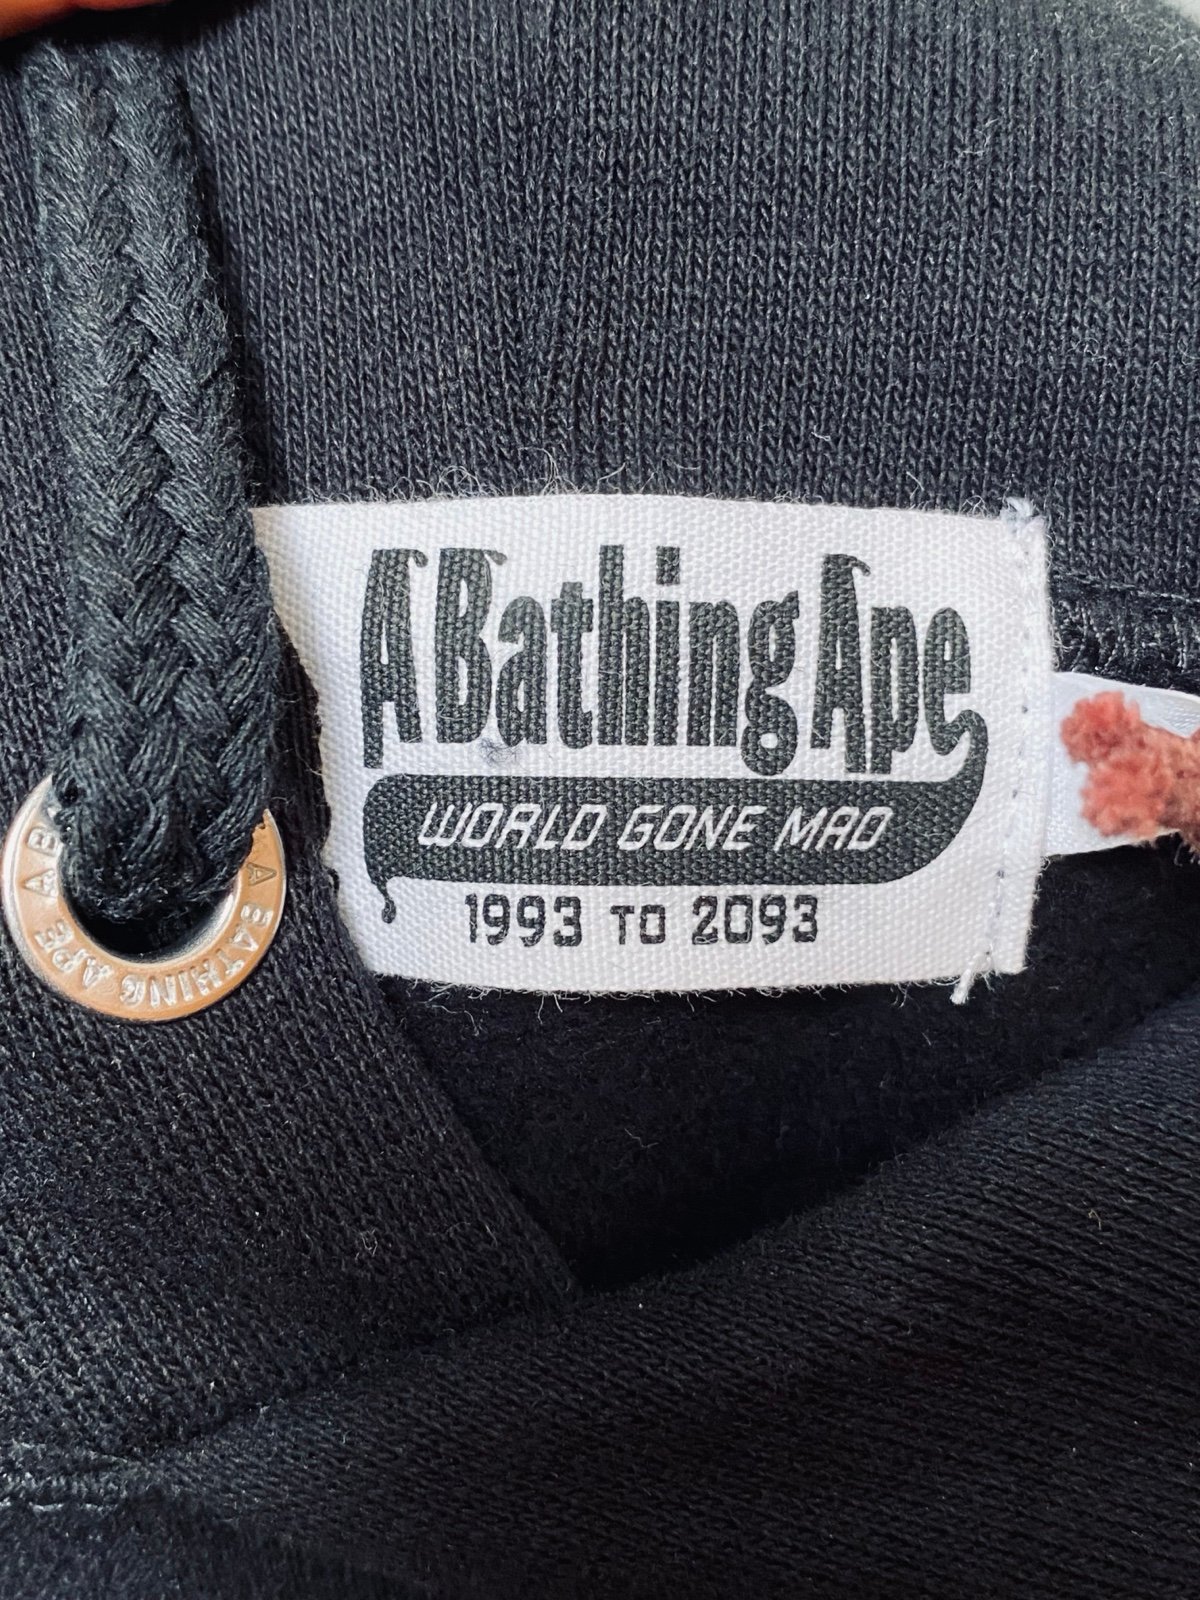 A Bathing Ape
WORLD GONE MAD
1993 TO 2093
A BATHING APE
A B